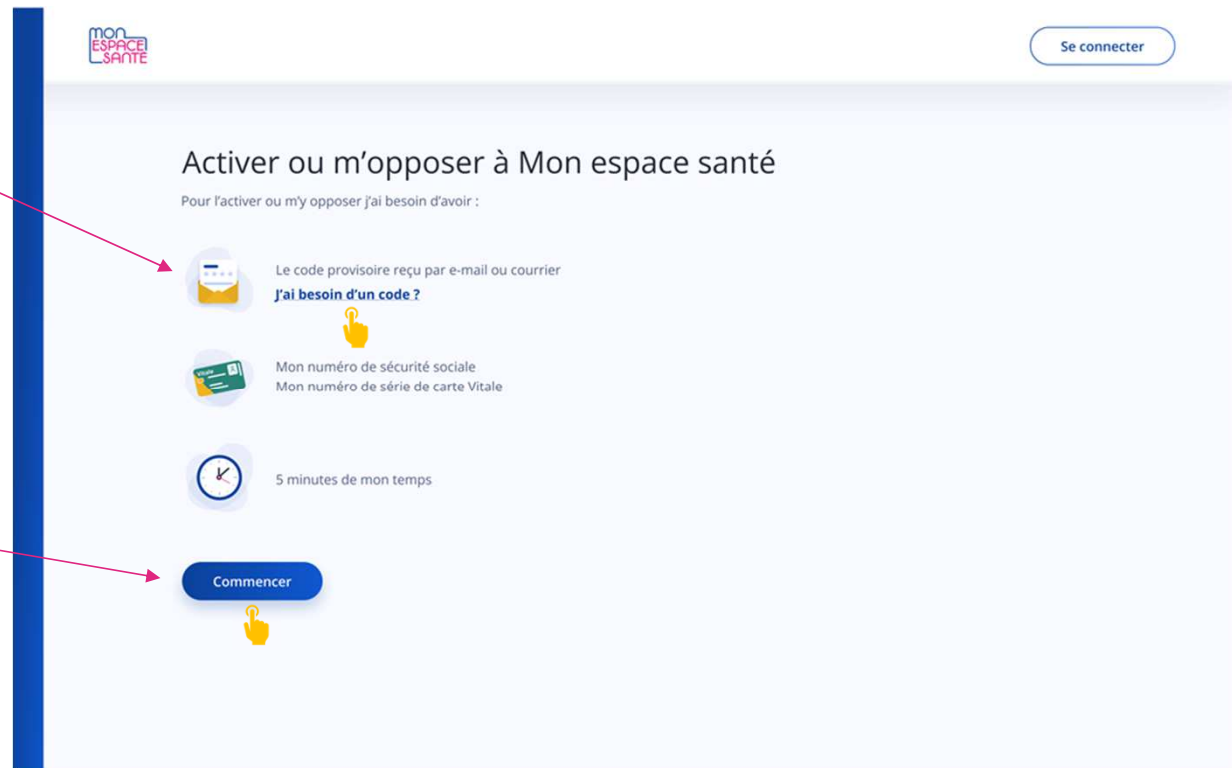 mon
ESPACE
SANTÉ
Se connecter
Activer ou m'opposer à Mon espace santé
Pour l'activer ou m'y opposer j'ai besoin d'avoir :
Le code provisoire reçu par e-mail ou courrier
J'ai besoin d'un code ?
vitale
Mon numéro de sécurité sociale
Mon numéro de série de carte Vitale
5 minutes de mon temps
Commencer